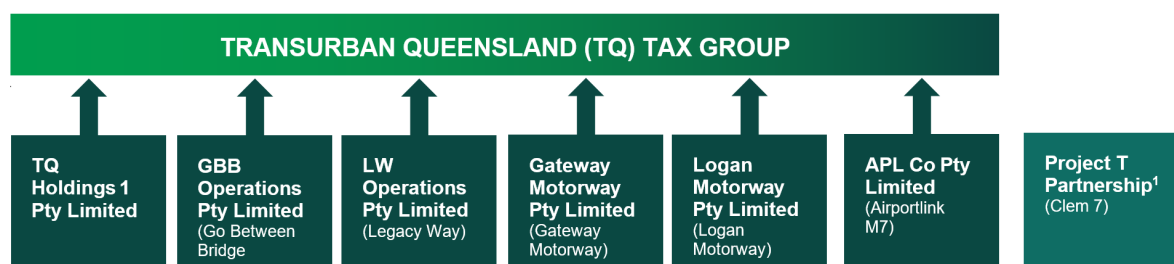 TRANSURBAN QUEENSLAND (TQ) TAX GROUP
TQ
Holdings 1
Pty Limited
GBB
Operations
Pty Limited
(Go Between
Bridge
LW
Operations
Pty Limited
(Legacy Way)
Gateway
Motorway
Pty Limited
(Gateway
Motorway)
Logan
Motorway
Pty Limited
(Logan
Motorway)
APL Co Pty
Limited
(Airportlink
M7)
Project T
Partnership¹
(Clem 7)